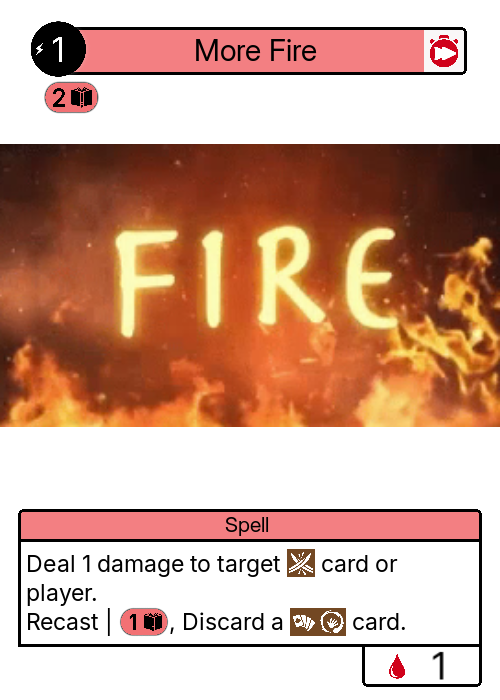 1
More Fire
2
FIRE
Spell
Deal 1 damage to target card or
player.
Recast | 1, Discard a card.
1